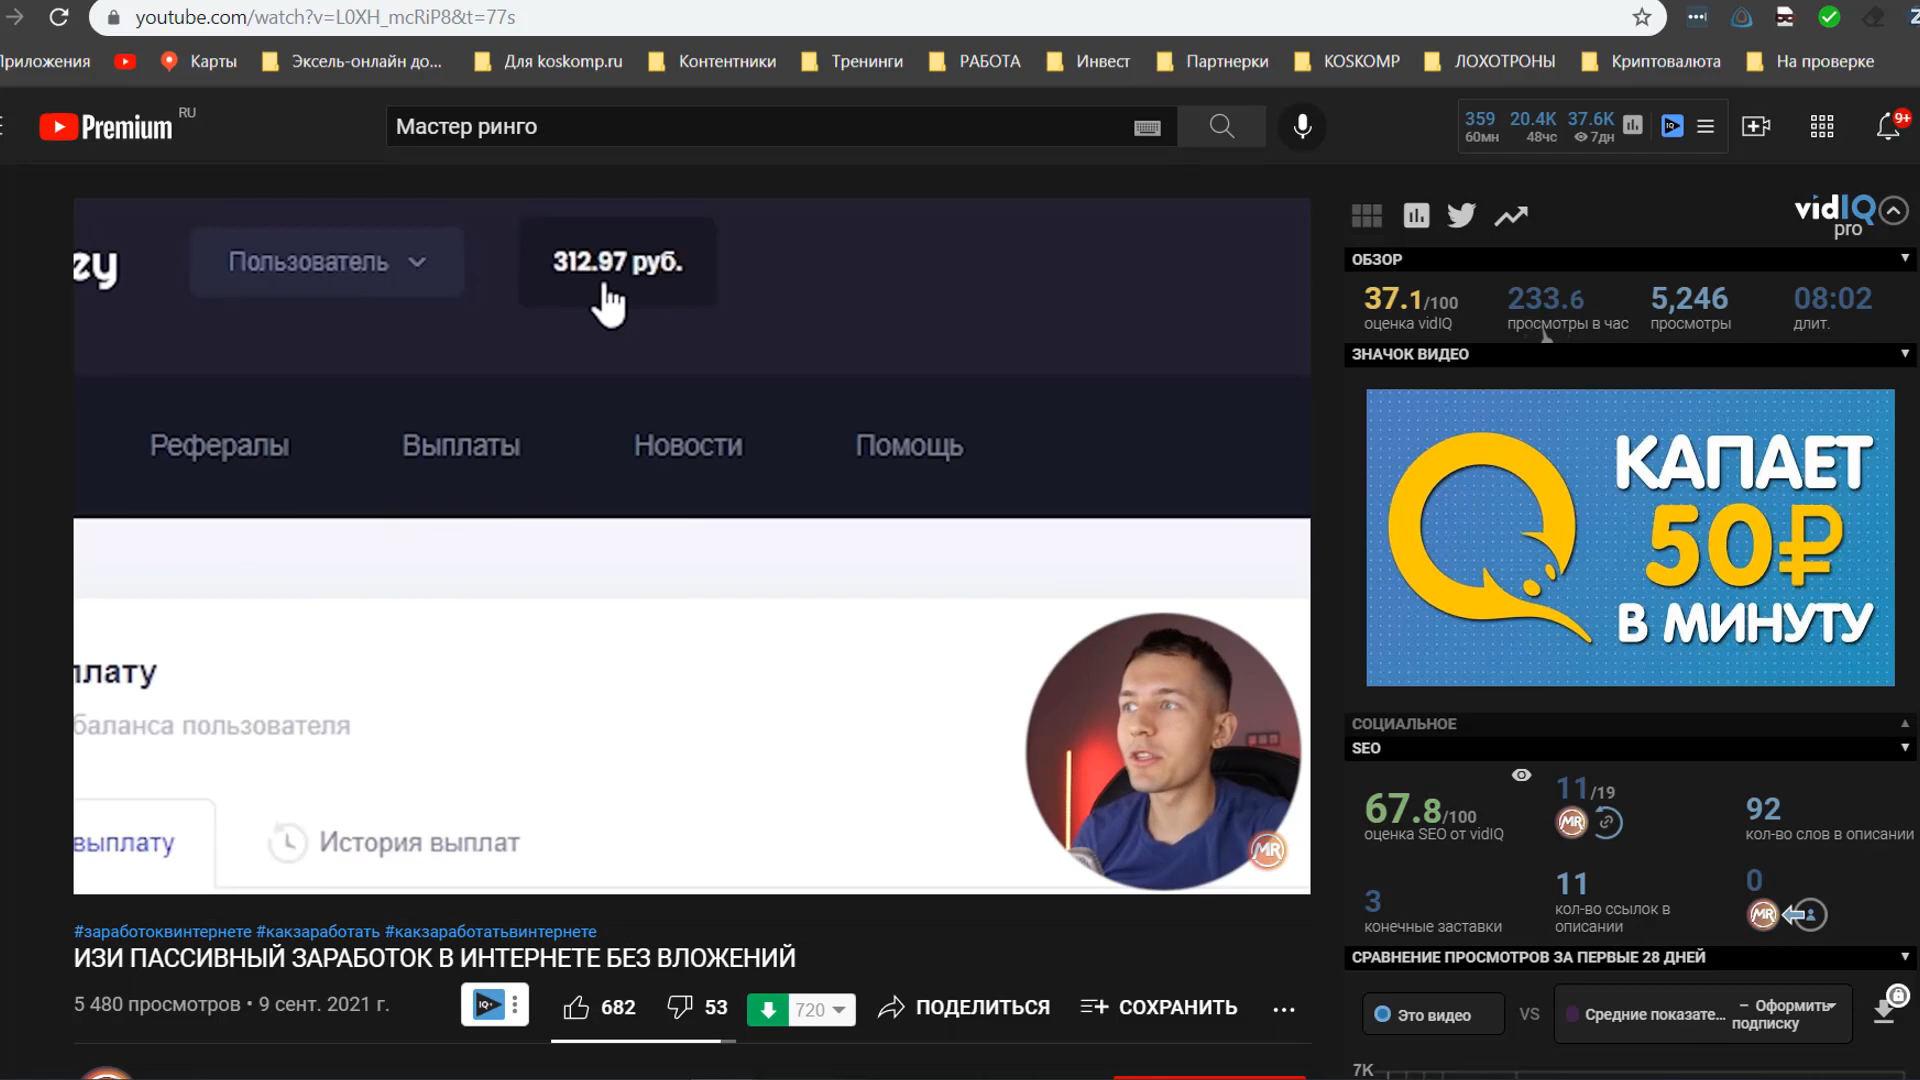 youtube.com/watch?v=L0XH_mcRiP8&t=77s
Приложения
Карты
Эксель-онлайн до...
Для koskomp.ru
Контентники
Тренинги
РАБОТА
Инвест
Партнерки
KOSKOMP
ЛОХОТРОНЫ
Криптовалюта
На проверке
Premium RU
Мастер ринго
359 20.4K 37.6K
60мн 48чс 7дн
9+
ey
Пользователь
312.97 руб.
Рефералы
Выплаты
Новости
Помощь
плату
баланса пользователя
выплату
История выплат
MR
#заработоквинтернете #какзаработать #какзаработатьвинтернете
ИЗИ ПАССИВНЫЙ ЗАРАБОТОК В ИНТЕРНЕТЕ БЕЗ ВЛОЖЕНИЙ
5 480 просмотров • 9 сент. 2021 г.
IQ+
682
53
720
ПОДЕЛИТЬСЯ
СОХРАНИТЬ
vidIQ
pro
ОБЗОР
37.1/100 233.6 5,246 08:02
оценка vidIQ просмотры в час просмотры длит.
ЗНАЧОК ВИДЕО
КАПАЕТ
50₽
В МИНУТУ
СОЦИАЛЬНОЕ
SEO
67.8/100
оценка SEO от vidIQ
11/19
MR
92
кол-во слов в описании
3
конечные заставки
11
кол-во ссылок в
описании
0
MR
СРАВНЕНИЕ ПРОСМОТРОВ ЗА ПЕРВЫЕ 28 ДНЕЙ
Это видео
VS
Средние показате...
– Оформить
подписку
7K